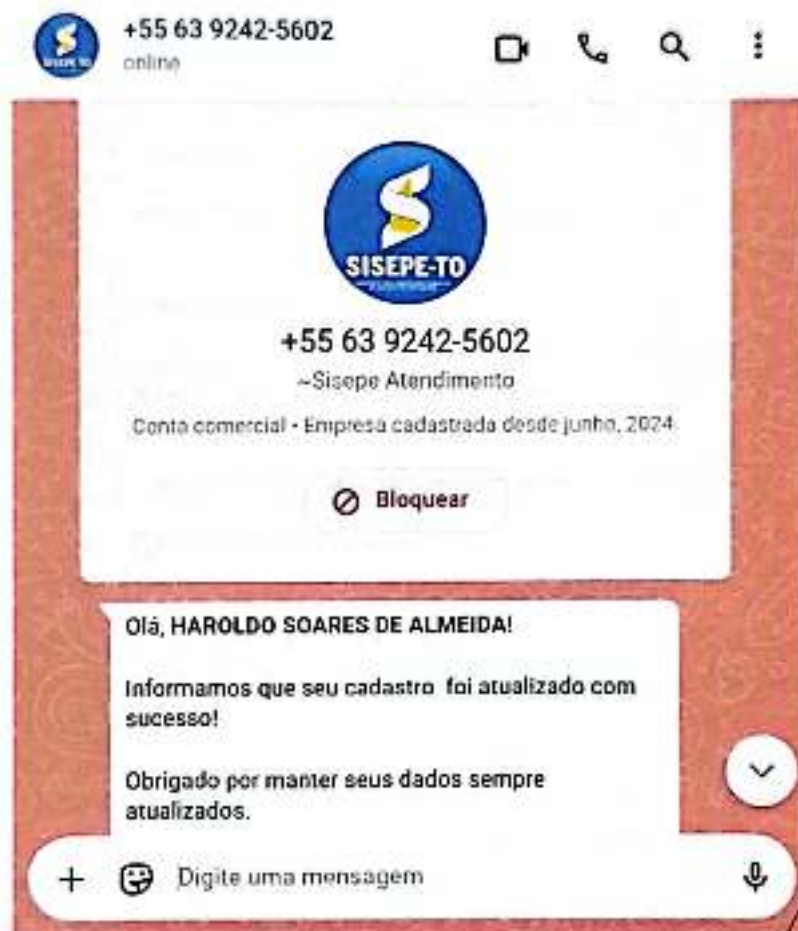 +55 63 9242-5602
online
SISEPE-TO
+55 63 9242-5602
~Sisepe Atendimento
Conta comercial • Empresa cadastrada desde junho, 2024
Bloquear
Olá, HAROLDO SOARES DE ALMEIDA!
Informamos que seu cadastro foi atualizado com
sucesso!
Obrigado por manter seus dados sempre
atualizados.
Digite uma mensagem